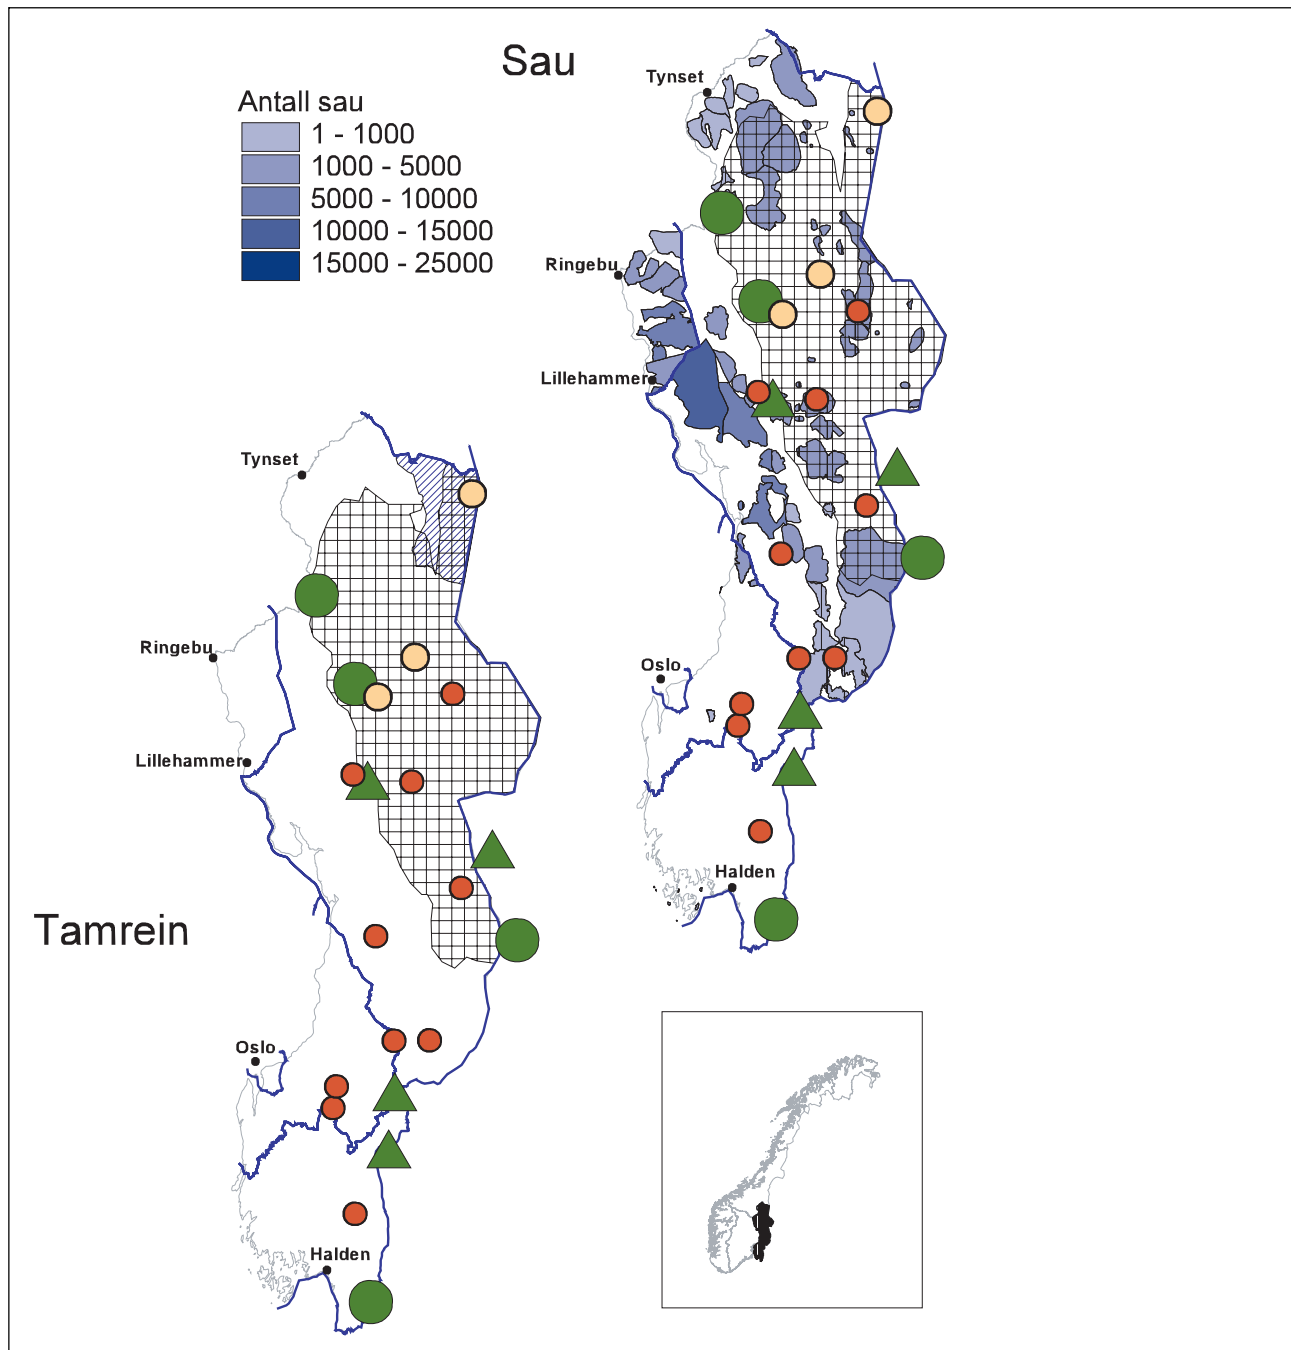 Sau
Antall sau
1 - 1000
1000 - 5000
5000 - 10000
10000 - 15000
15000 - 25000
Tynset
Ringebu
Lillehammer
Oslo
Halden
Tamrein
Tynset
Ringebu
Lillehammer
Oslo
Halden